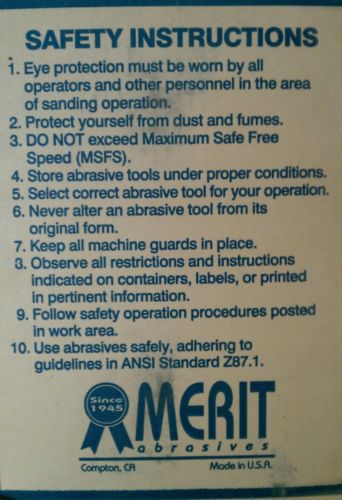 SAFETY INSTRUCTIONS
1. Eye protection must be worn by all
operators and other personnel in the area
of sanding operation.
2. Protect yourself from dust and fumes.
3. DO NOT exceed Maximum Safe Free
Speed (MSFS).
4. Store abrasive tools under proper conditions.
5. Select correct abrasive tool for your operation.
6. Never alter an abrasive tool from its
original form.
7. Keep all machine guards in place.
8. Observe all restrictions and instructions
indicated on containers, labels, or printed
in pertinent information.
9. Follow safety operation procedures posted
in work area.
10. Use abrasives safely, adhering to
guidelines in ANSI Standard Z87.1.
Since
1945
MERIT
abrasives
Compton, CA Made in U.S.A.